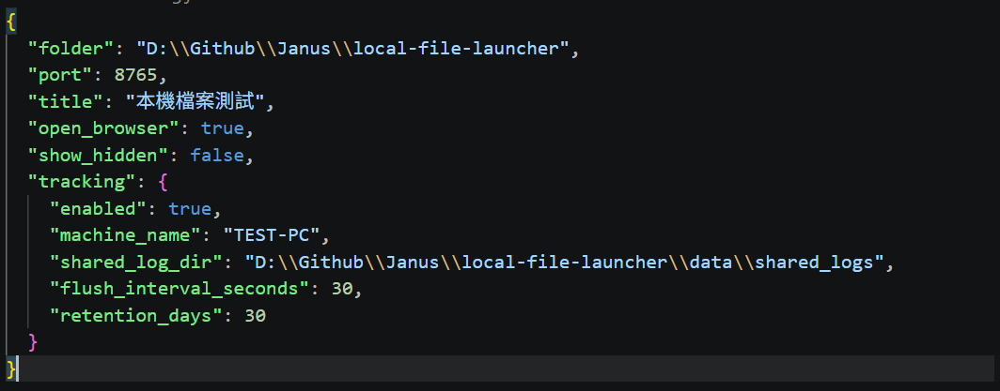 {
  "folder": "D:\\Github\\Janus\\local-file-launcher",
  "port": 8765,
  "title": "本機檔案測試",
  "open_browser": true,
  "show_hidden": false,
  "tracking": {
    "enabled": true,
    "machine_name": "TEST-PC",
    "shared_log_dir": "D:\\Github\\Janus\\local-file-launcher\\data\\shared_logs",
    "flush_interval_seconds": 30,
    "retention_days": 30
  }
}